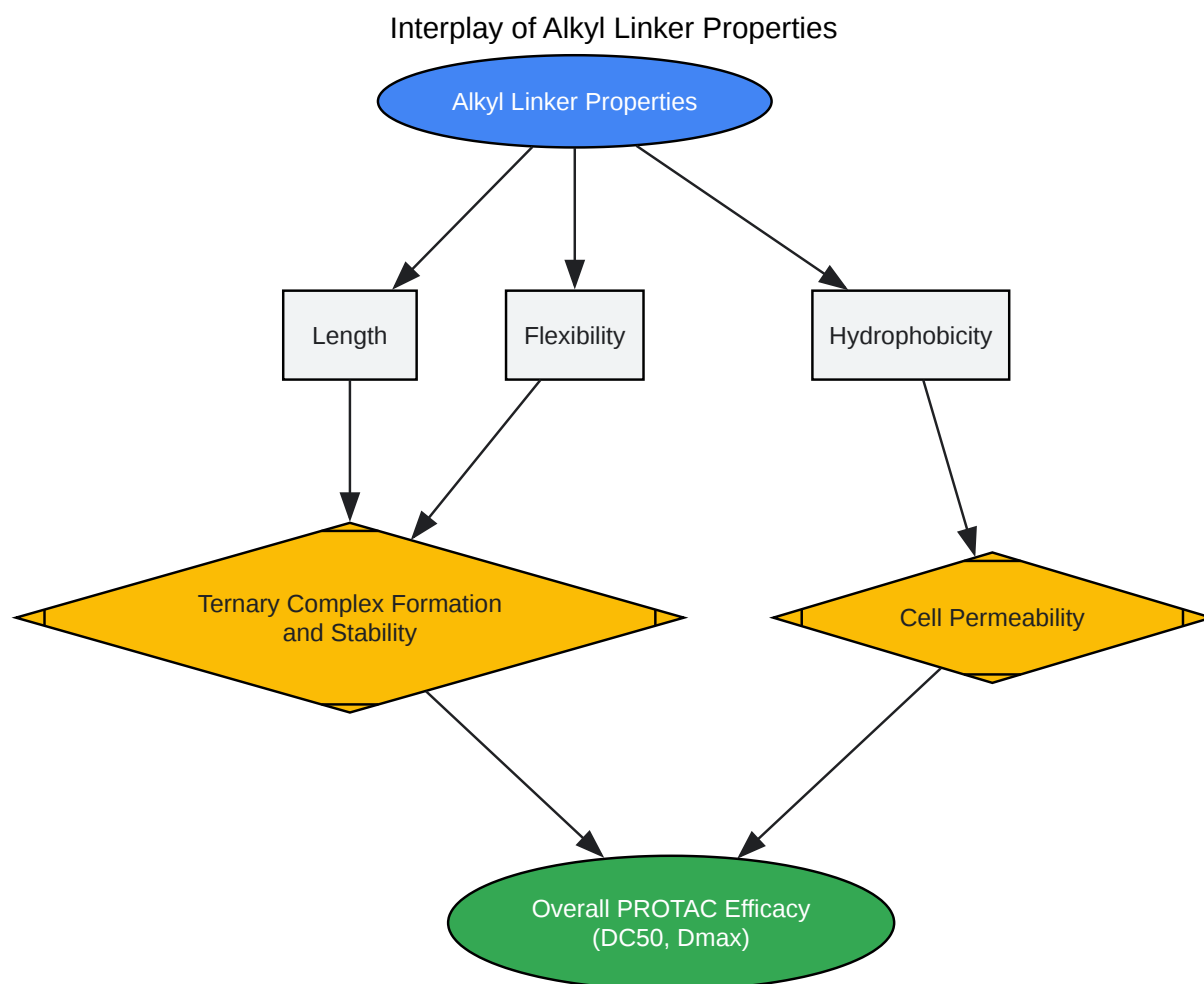 Interplay of Alkyl Linker Properties
Alkyl Linker Properties
Length
Flexibility
Hydrophobicity
Ternary Complex Formation
and Stability
Cell Permeability
Overall PROTAC Efficacy
(DC50, Dmax)